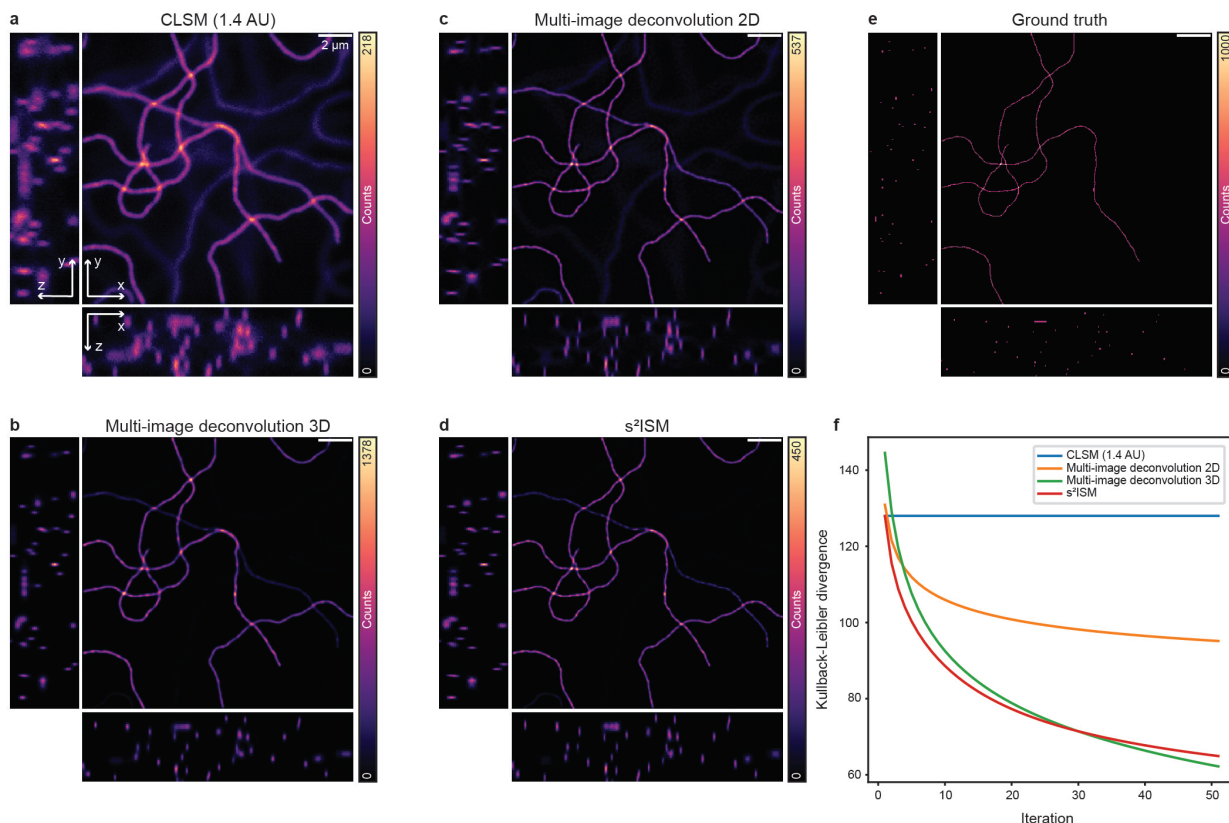 a
CLSM (1.4 AU)
2 µm
218
Counts
0
y
z
y
x
x
z
c
Multi-image deconvolution 2D
537
Counts
0
e
Ground truth
1000
Counts
0
b
Multi-image deconvolution 3D
1378
Counts
0
d
s²ISM
450
Counts
0
f
CLSM (1.4 AU)
Multi-image deconvolution 2D
Multi-image deconvolution 3D
s²ISM
Kullback-Leibler divergence
140
120
100
80
60
0
10
20
30
40
50
Iteration